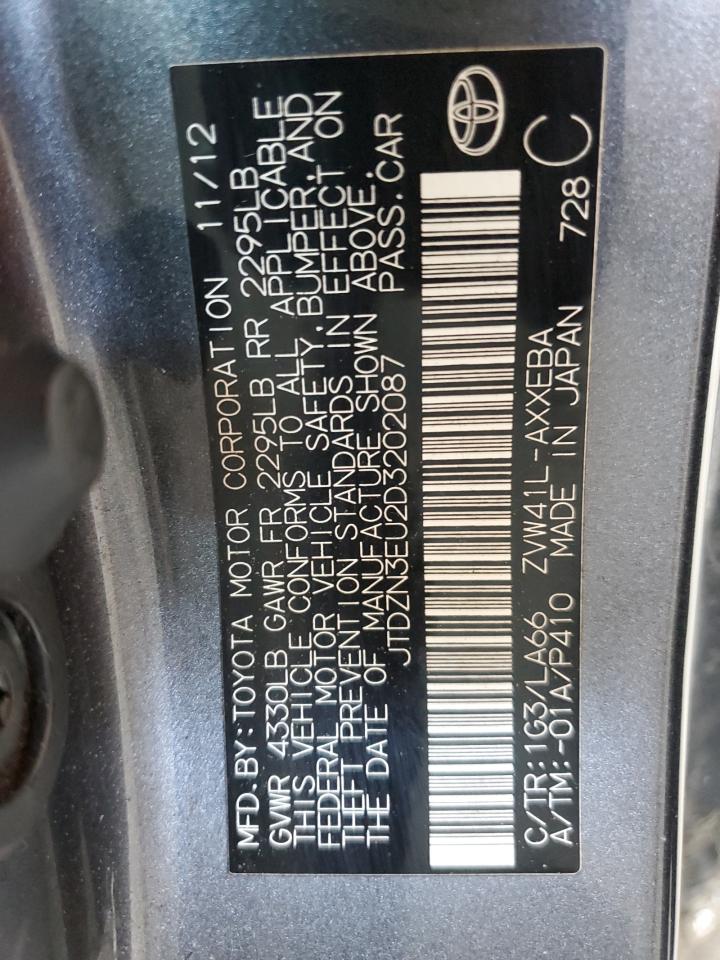 MFD. BY: TOYOTA MOTOR CORPORATION 11/12
GVWR 4330LB GAWR FR 2295LB RR 2295LB
THIS VEHICLE CONFORMS TO ALL APPLICABLE
FEDERAL MOTOR VEHICLE SAFETY, BUMPER, AND
THEFT PREVENTION STANDARDS IN EFFECT ON
THE DATE OF MANUFACTURE SHOWN ABOVE.
JTDZN3EU2D3202087 PASS. CAR
C/TR: 1G3/LA66 ZVW41L-AXXEBA
A/TM: -01A/P410 MADE IN JAPAN 728 C